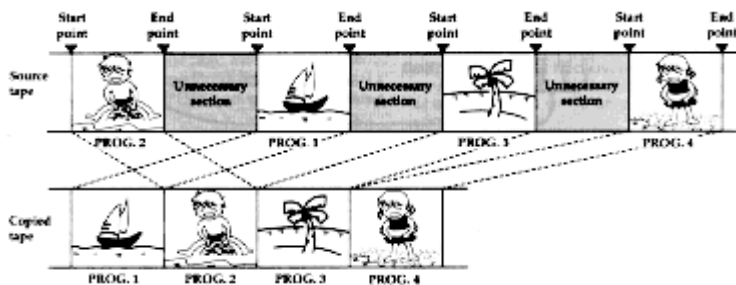 Start point
End point
Start point
End point
Start point
End point
Start point
End point
Source tape
Unnecessary section
Unnecessary section
Unnecessary section
PROG. 2
PROG. 1
PROG. 3
PROG. 4
Copied tape
PROG. 1
PROG. 2
PROG. 3
PROG. 4